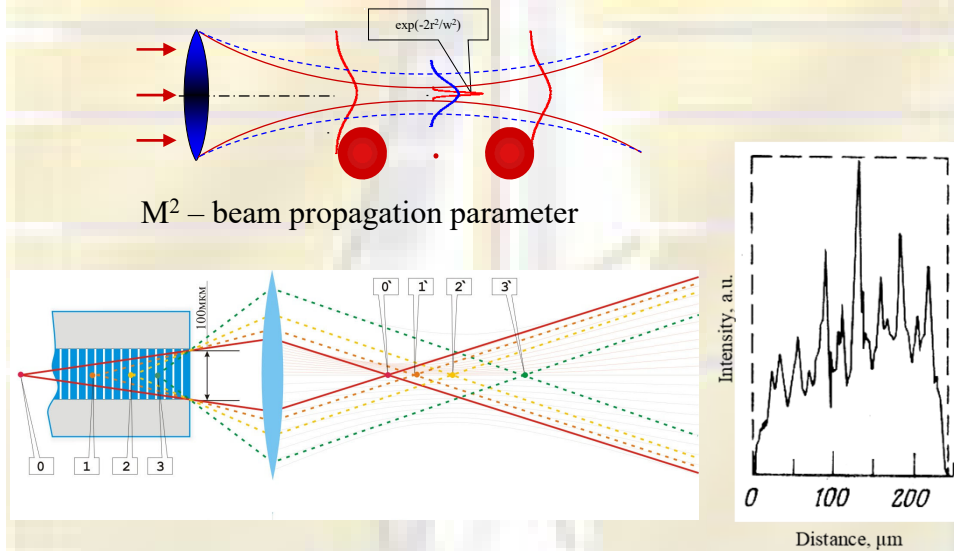 exp(-2r²/w²)
M² – beam propagation parameter
100мкм
0` 1` 2` 3`
0 1 2 3
Intensity, a.u.
0 100 200
Distance, µm